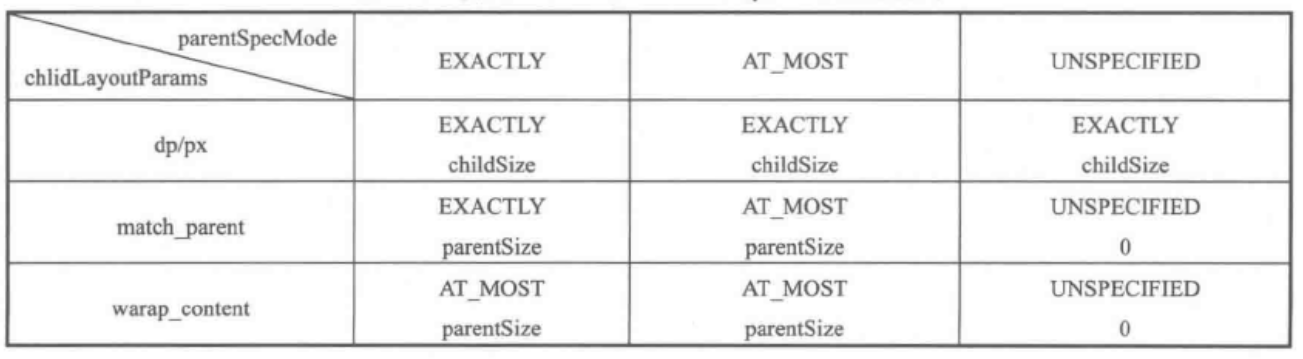 parentSpecMode
chlidLayoutParams
EXACTLY
AT_MOST
UNSPECIFIED
dp/px
EXACTLY
childSize
EXACTLY
childSize
EXACTLY
childSize
match_parent
EXACTLY
parentSize
AT_MOST
parentSize
UNSPECIFIED
0
warap_content
AT_MOST
parentSize
AT_MOST
parentSize
UNSPECIFIED
0